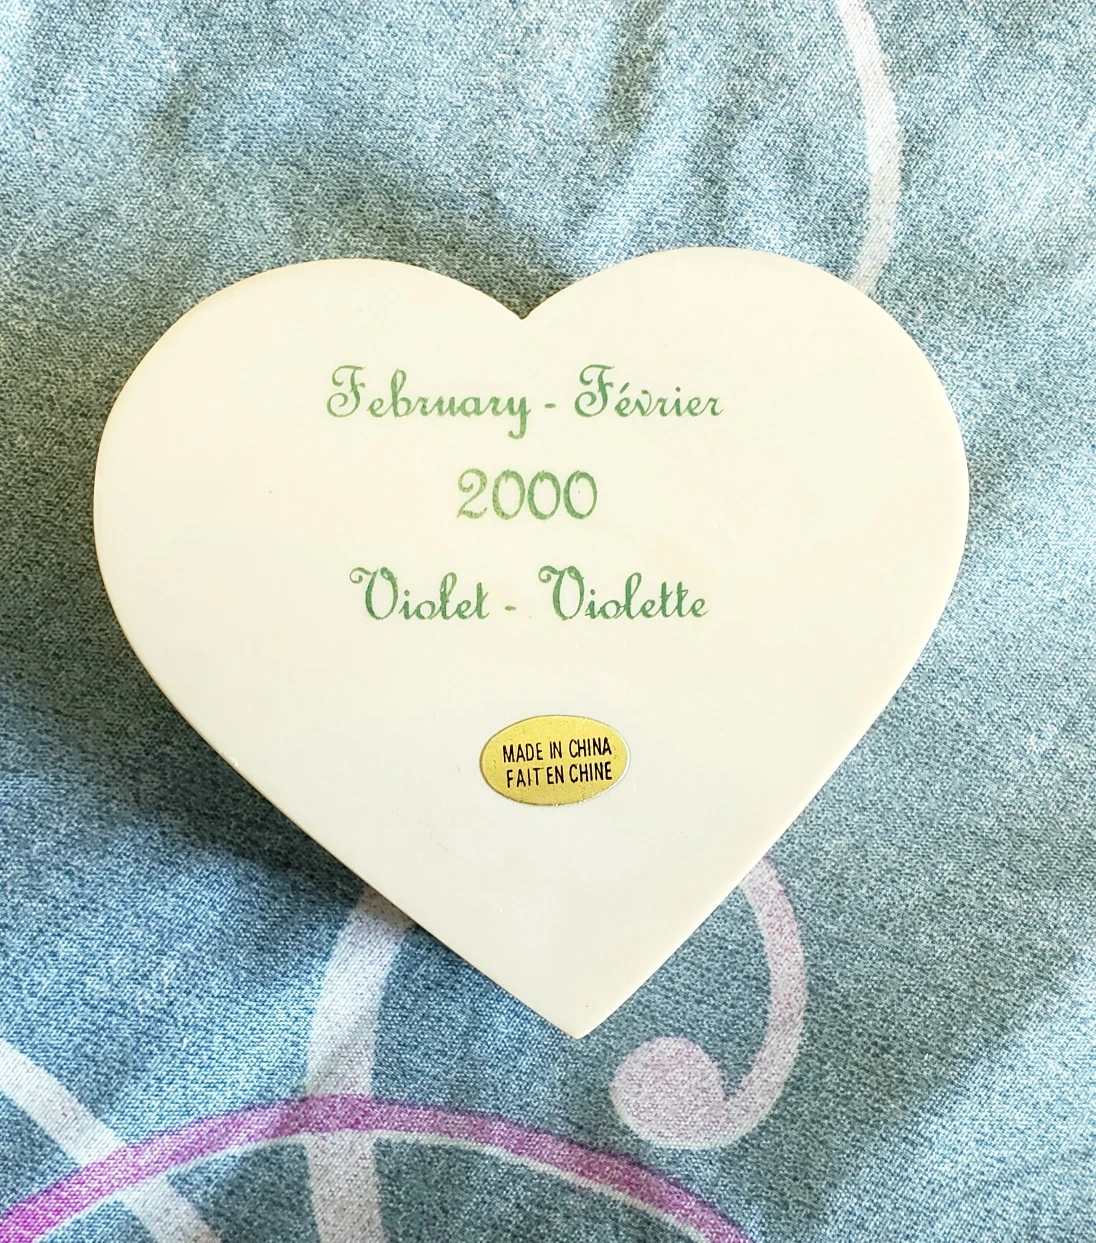 February - Février
2000
Violet - Violette
MADE IN CHINA
FAIT EN CHINE